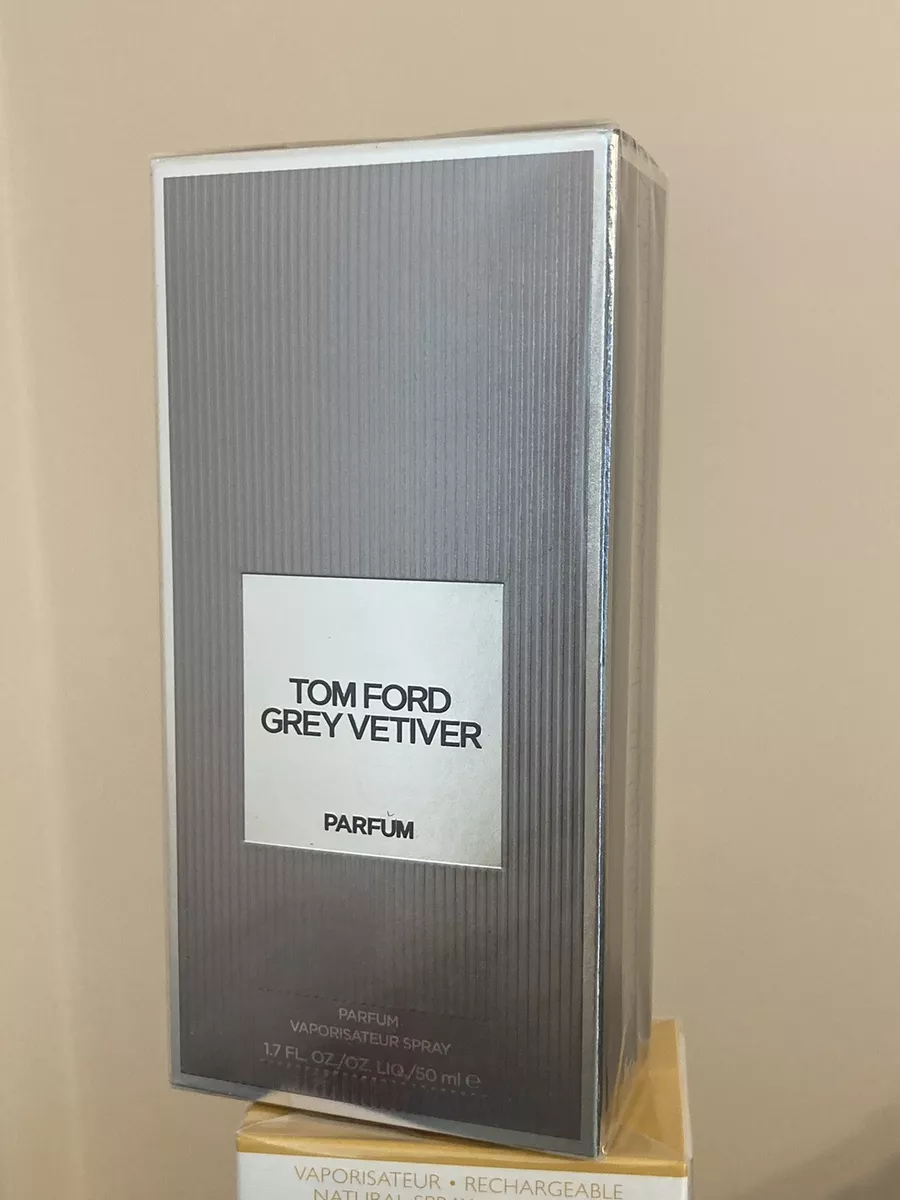 TOM FORD
GREY VETIVER
PARFUM
PARFUM
VAPORISATEUR SPRAY
1.7 FL. OZ./OZ. LIQ./50 ml ℮
VAPORISATEUR • RECHARGEABLE
NATURAL SPRAY